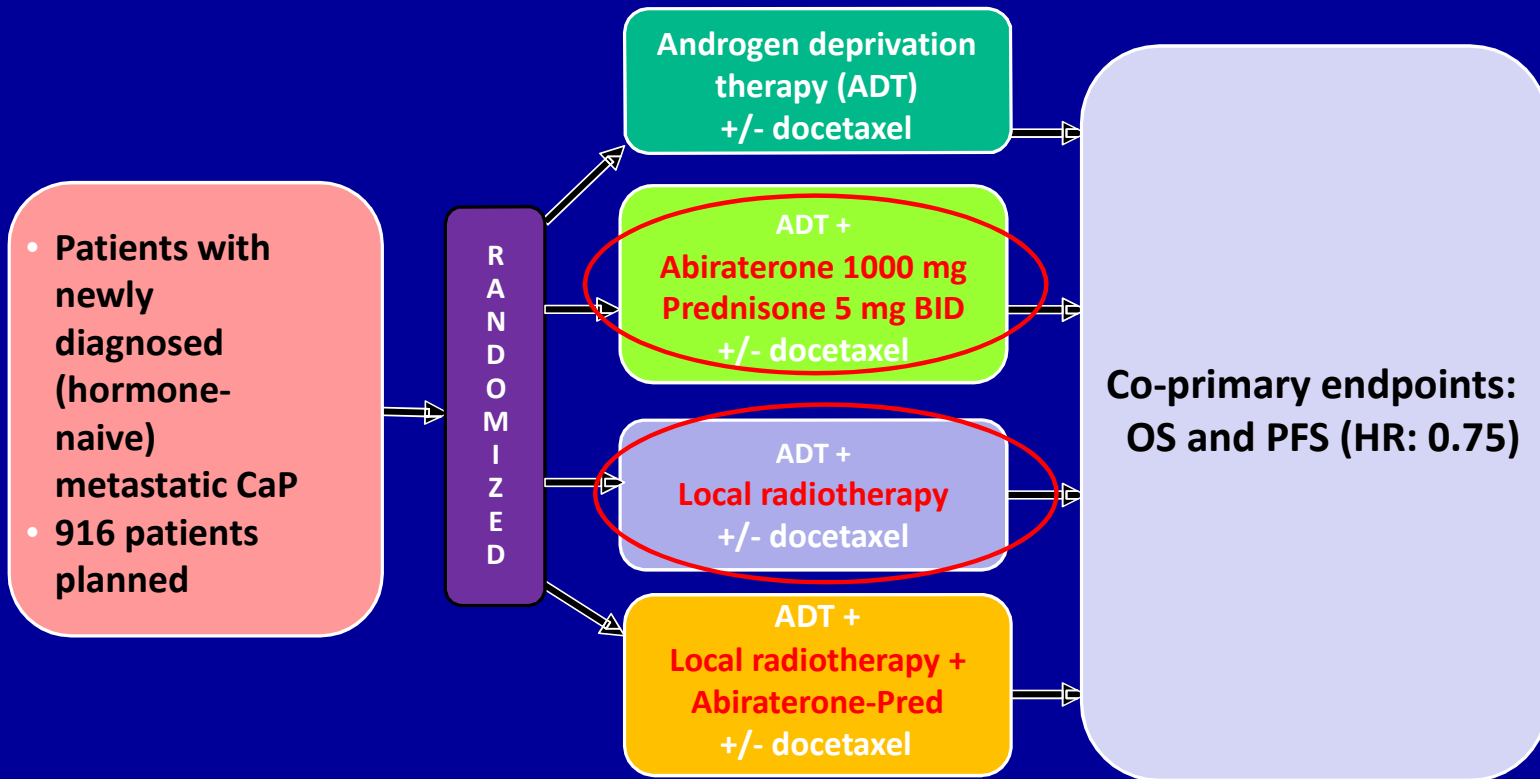 • Patients with
newly
diagnosed
(hormone-
naive)
metastatic CaP
• 916 patients
planned
RANDOMIZED
Androgen deprivation
therapy (ADT)
+/- docetaxel
ADT +
Abiraterone 1000 mg
Prednisone 5 mg BID
+/- docetaxel
ADT +
Local radiotherapy
+/- docetaxel
ADT +
Local radiotherapy +
Abiraterone-Pred
+/- docetaxel
Co-primary endpoints:
OS and PFS (HR: 0.75)